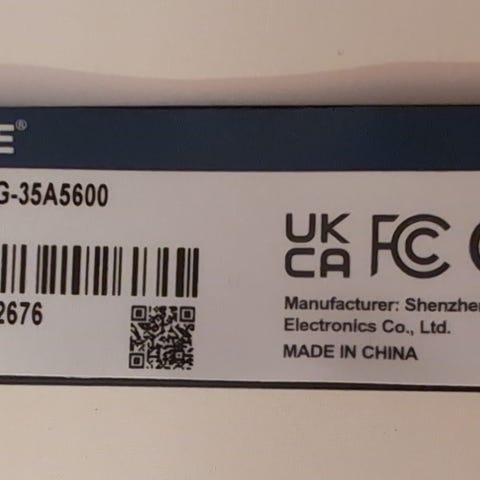 E®
G-35A5600
2676
UK
CA FC
Manufacturer: Shenzhe
Electronics Co., Ltd.
MADE IN CHINA